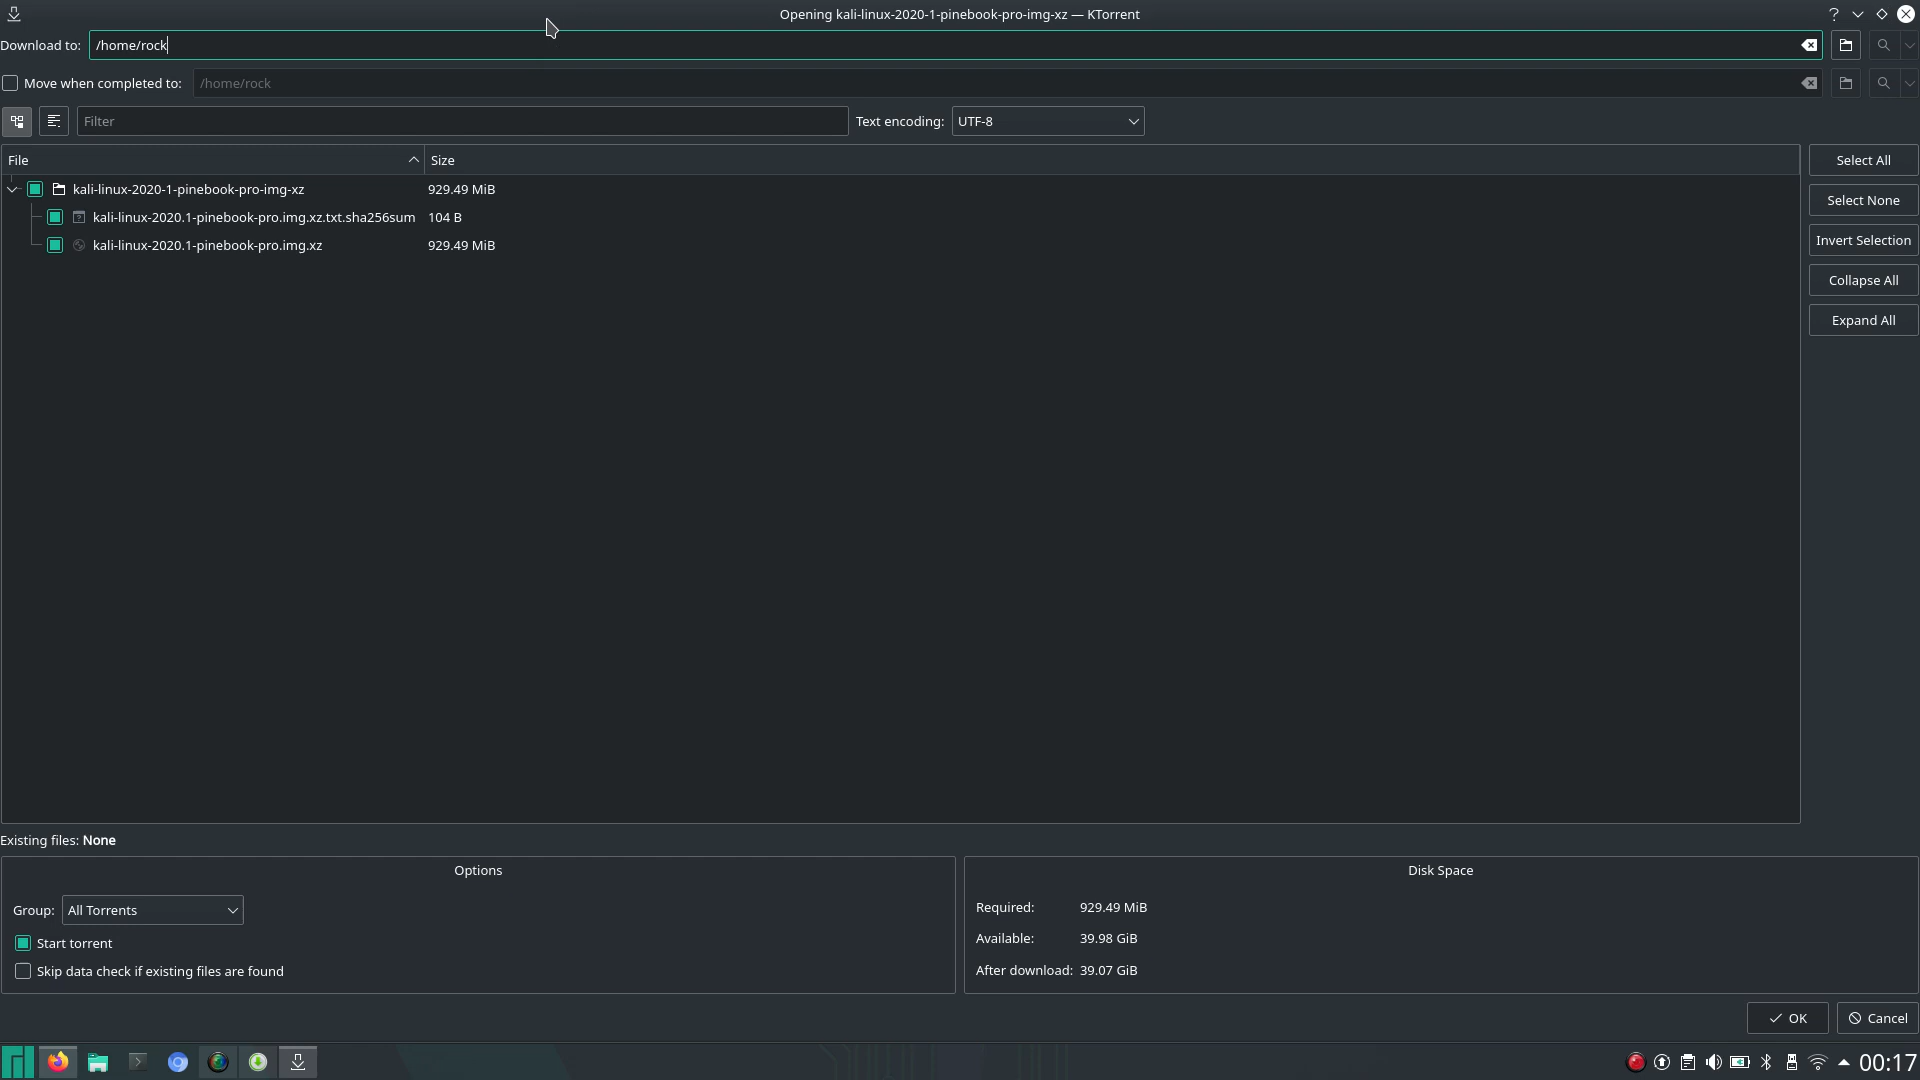 Opening kali-linux-2020-1-pinebook-pro-img-xz — KTorrent
Download to: /home/rock
Move when completed to: /home/rock
Filter Text encoding: UTF-8
File Size
Select All
kali-linux-2020-1-pinebook-pro-img-xz 929.49 MiB
Select None
kali-linux-2020.1-pinebook-pro.img.xz.txt.sha256sum 104 B
Invert Selection
kali-linux-2020.1-pinebook-pro.img.xz 929.49 MiB
Collapse All
Expand All
Existing files: None
Options
Group: All Torrents
Start torrent
Skip data check if existing files are found
Disk Space
Required: 929.49 MiB
Available: 39.98 GiB
After download: 39.07 GiB
OK Cancel
00:17